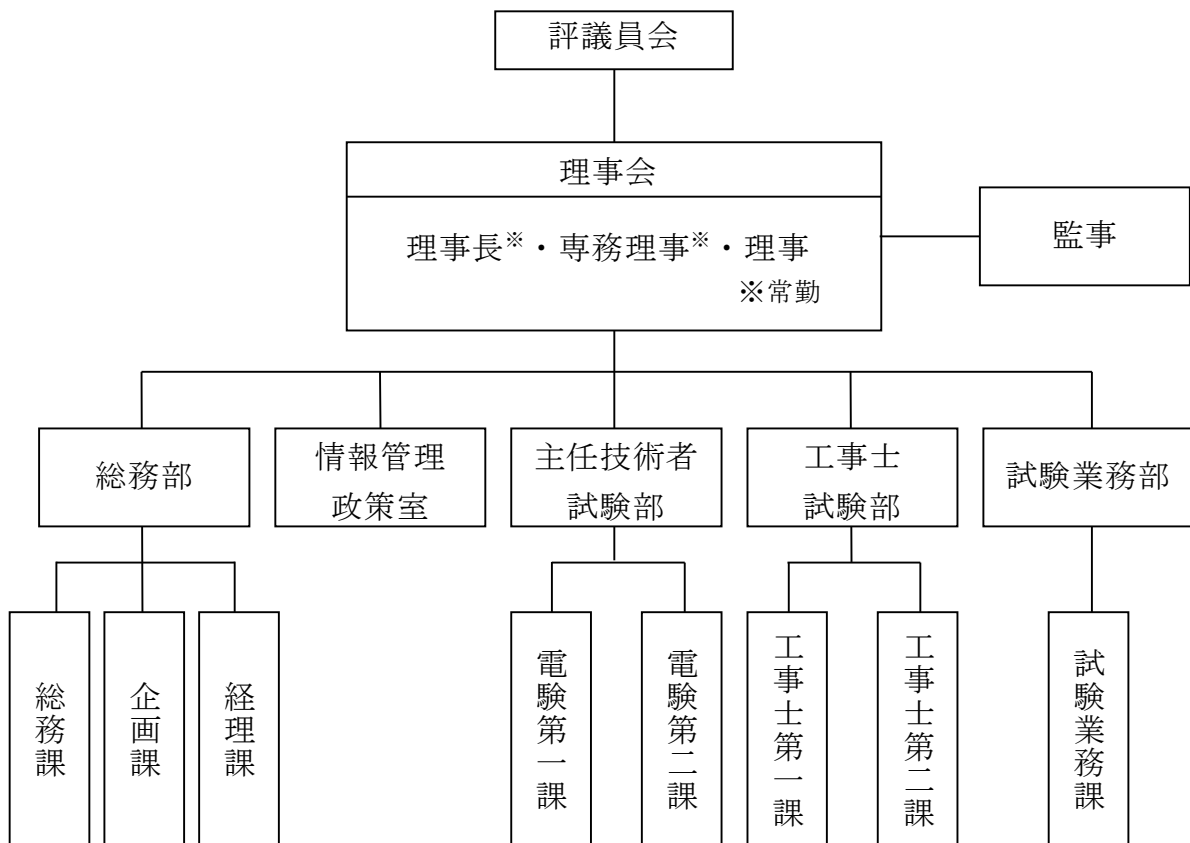 評議員会
理事会
理事長※・専務理事※・理事
※常勤
監事
総務部
情報管理
政策室
主任技術者
試験部
工事士
試験部
試験業務部
総務課
企画課
経理課
電験第一課
電験第二課
工事士第一課
工事士第二課
試験業務課